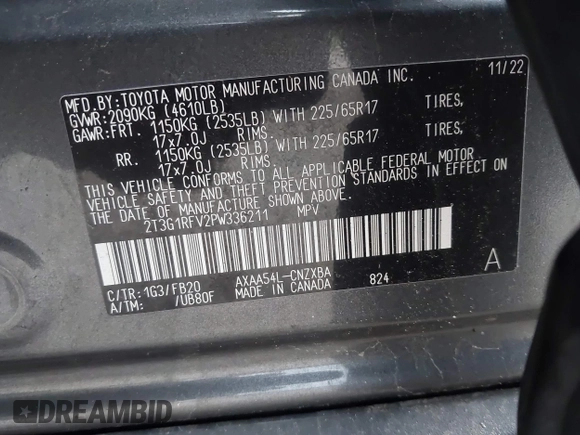 MFD.BY:TOYOTA MOTOR MANUFACTURING CANADA INC. 11/22
GVWR:2090KG (4610LB)
GAWR:FRT. 1150KG (2535LB) WITH 225/65R17 TIRES,
17x7.0J RIMS.
RR. 1150KG (2535LB) WITH 225/65R17 TIRES,
17x7.0J RIMS.
THIS VEHICLE CONFORMS TO ALL APPLICABLE FEDERAL MOTOR
VEHICLE SAFETY AND THEFT PREVENTION STANDARDS IN EFFECT ON
THE DATE OF MANUFACTURE SHOWN ABOVE.
2T3G1RFV2PW336211 MPV
C/TR:1G3/FB20 AXAA54L-CNZXBA 824 A
A/TM: /UB80F MADE IN CANADA
DREAMBID